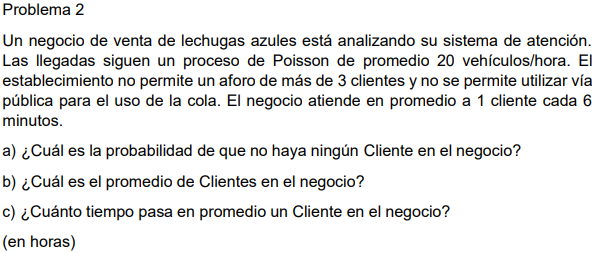 Problema 2
Un negocio de venta de lechugas azules está analizando su sistema de atención.
Las llegadas siguen un proceso de Poisson de promedio 20 vehículos/hora. El
establecimiento no permite un aforo de más de 3 clientes y no se permite utilizar vía
pública para el uso de la cola. El negocio atiende en promedio a 1 cliente cada 6
minutos.
a) ¿Cuál es la probabilidad de que no haya ningún Cliente en el negocio?
b) ¿Cuál es el promedio de Clientes en el negocio?
c) ¿Cuánto tiempo pasa en promedio un Cliente en el negocio?
(en horas)